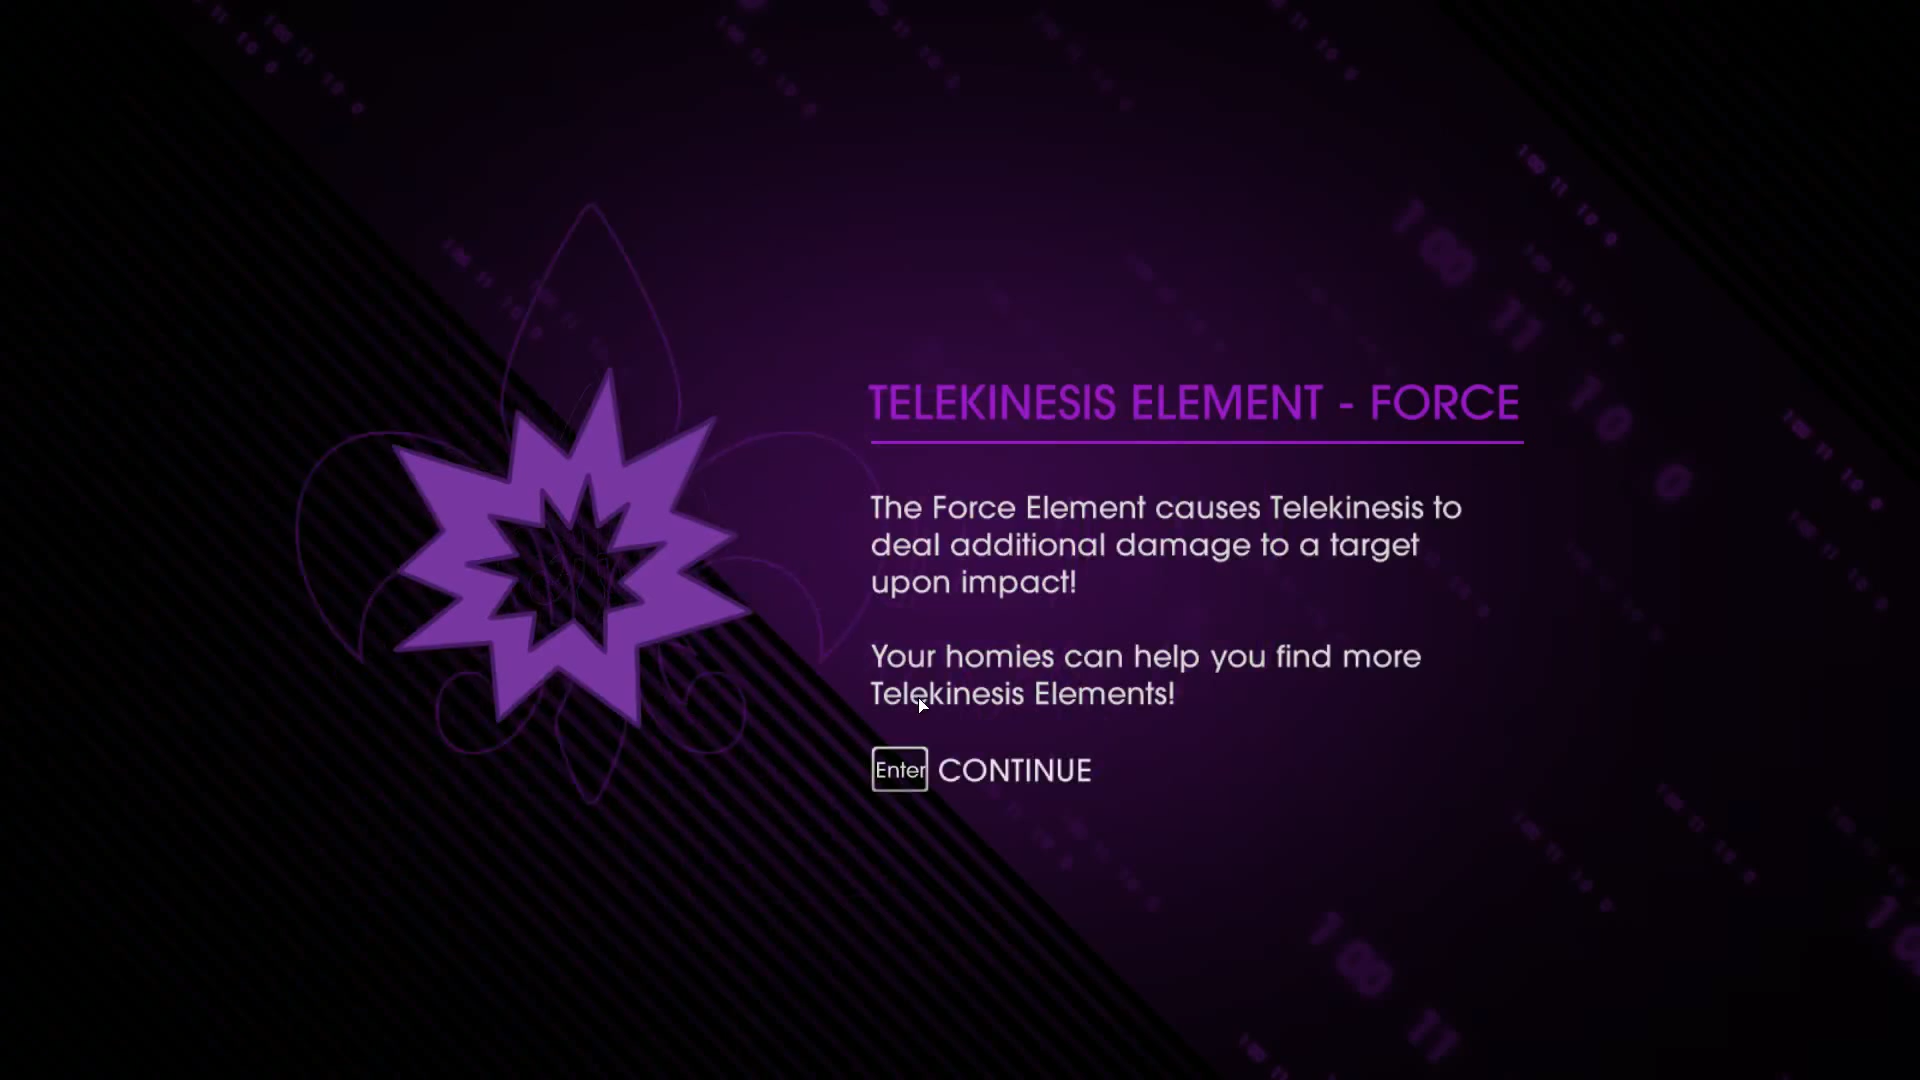 TELEKINESIS ELEMENT - FORCE
The Force Element causes Telekinesis to
deal additional damage to a target
upon impact!
Your homies can help you find more
Telekinesis Elements!
Enter CONTINUE